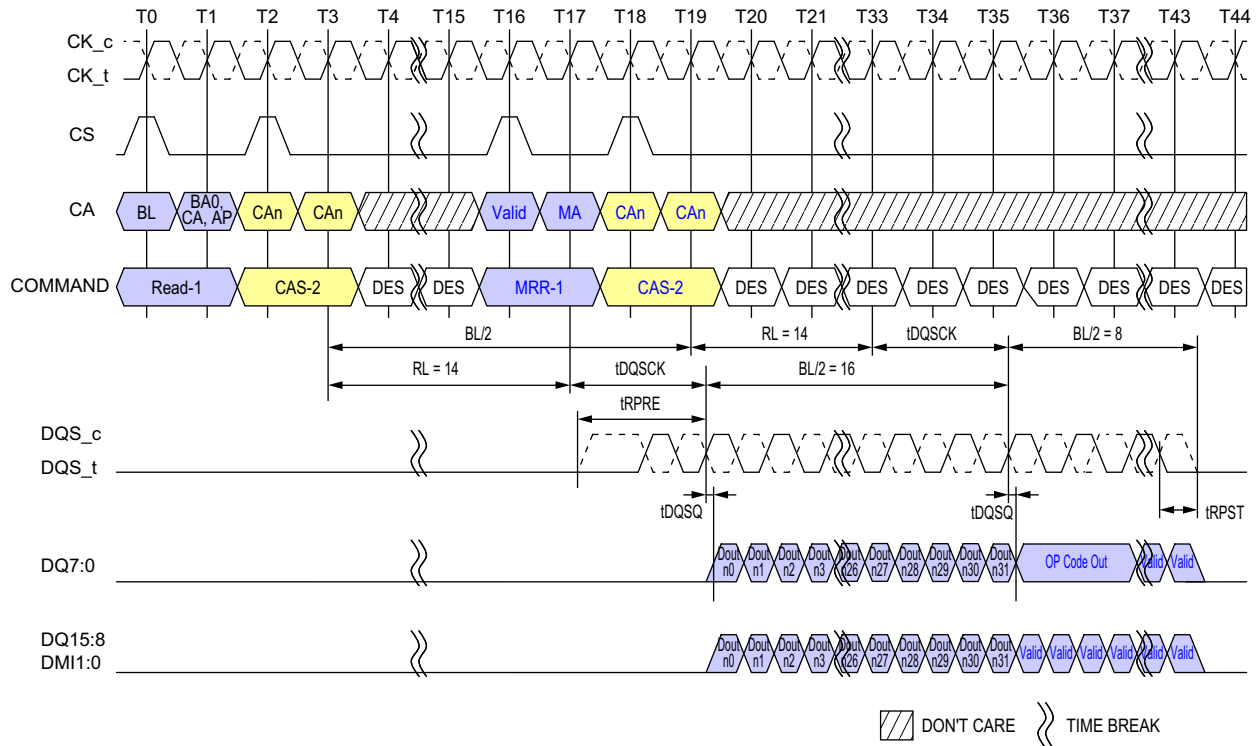 T0 T1 T2 T3 T4 T15 T16 T17 T18 T19 T20 T21 T33 T34 T35 T36 T37 T43 T44
CK_c
CK_t
CS
CA BL BA0, CA, AP CAn CAn Valid MA CAn CAn
COMMAND Read-1 CAS-2 DES DES MRR-1 CAS-2 DES DES DES DES DES DES DES DES DES
BL/2 RL = 14 tDQSCK BL/2 = 8
RL = 14 tDQSCK BL/2 = 16
tRPRE
DQS_c
DQS_t
tDQSQ tDQSQ tRPST
DQ7:0 Dout n0 Dout n1 Dout n2 Dout n3 Dout n26 Dout n27 Dout n28 Dout n29 Dout n30 Dout n31 OP Code Out Valid Valid
DQ15:8
DMI1:0 Dout n0 Dout n1 Dout n2 Dout n3 Dout n26 Dout n27 Dout n28 Dout n29 Dout n30 Dout n31 Valid Valid Valid Valid Valid Valid
DON'T CARE TIME BREAK